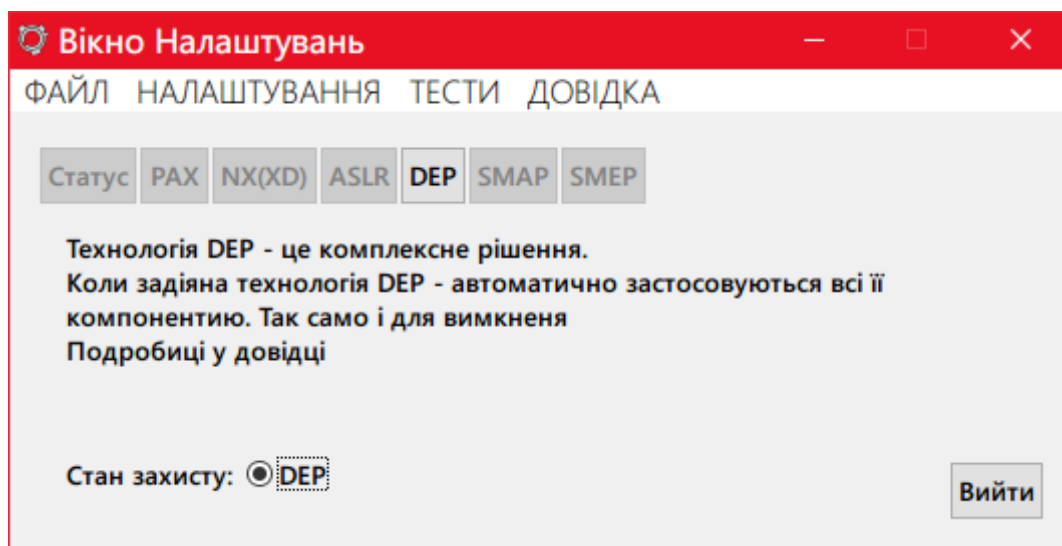 Вікно Налаштувань
ФАЙЛ НАЛАШТУВАННЯ ТЕСТИ ДОВІДКА
Статус PAX NX(XD) ASLR DEP SMAP SMEP
Технологія DEP - це комплексне рішення.
Коли задіяна технологія DEP - автоматично застосовуються всі її
компонентию. Так само і для вимкненя
Подробиці у довідці
Стан захисту: DEP
Вийти